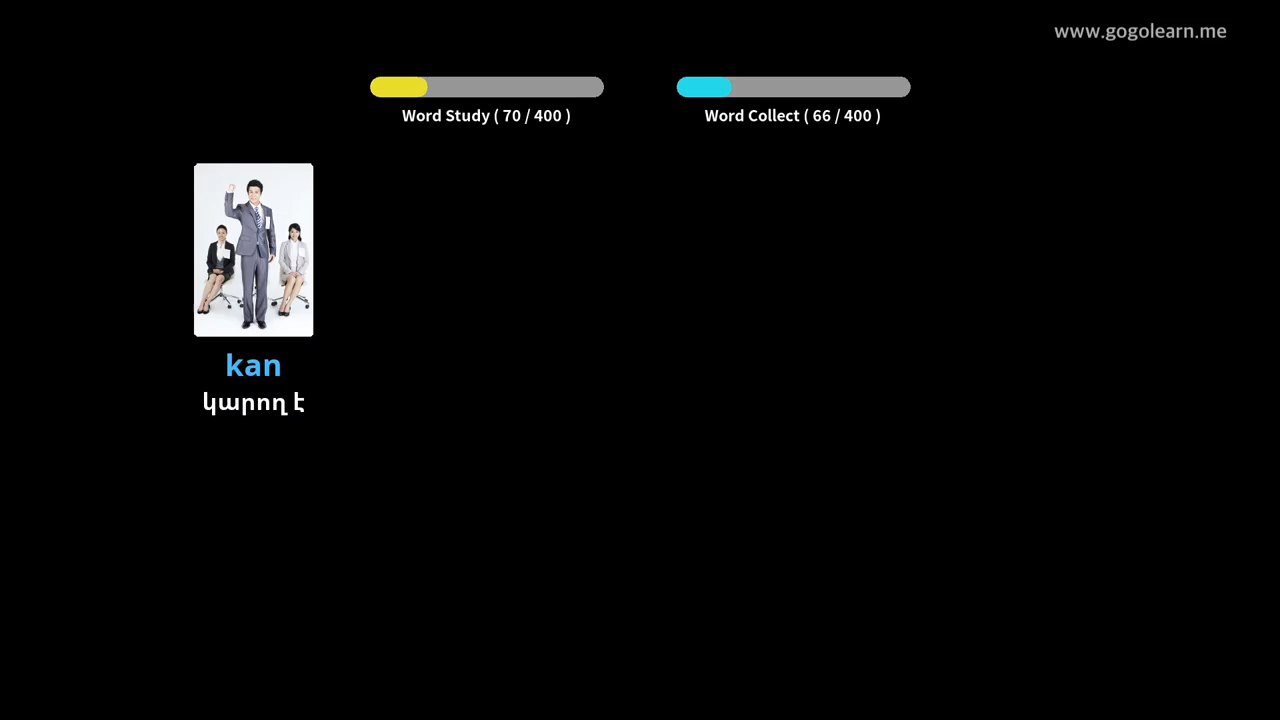 www.gogolearn.me
Word Study ( 70 / 400 )
Word Collect ( 66 / 400 )
kan
կարող է